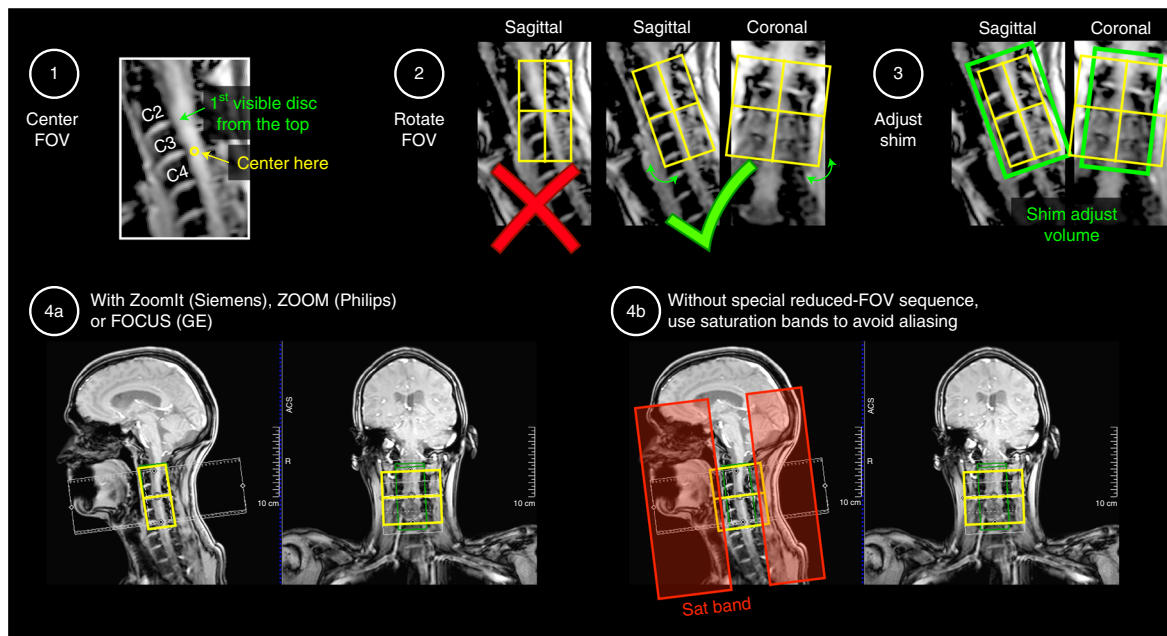 1
Center
FOV
C2
C3
C4
1st visible disc
from the top
Center here
2
Rotate
FOV
Sagittal
Sagittal
Coronal
3
Adjust
shim
Sagittal
Coronal
Shim adjust
volume
4a
With ZoomIt (Siemens), ZOOM (Philips)
or FOCUS (GE)
ACS
R
10 cm
10 cm
4b
Without special reduced-FOV sequence,
use saturation bands to avoid aliasing
Sat band
ACS
R
10 cm
10 cm